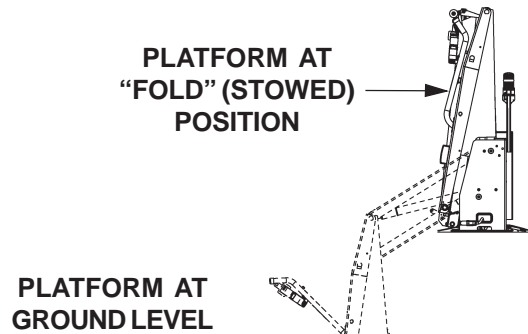 PLATFORM AT
“FOLD” (STOWED)
POSITION
PLATFORM AT
GROUND LEVEL